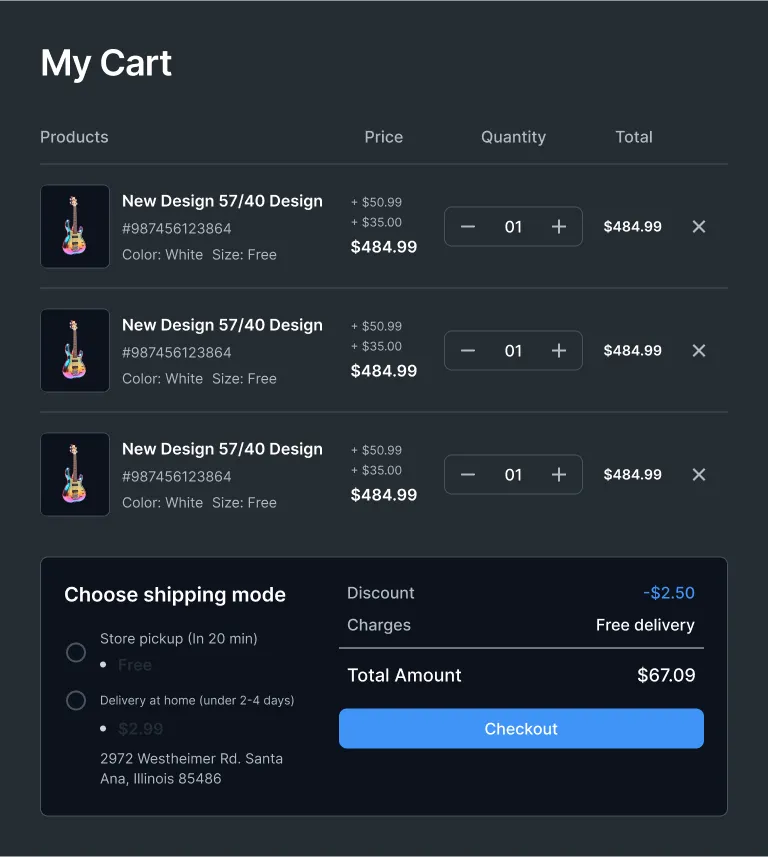 My Cart
Products Price Quantity Total
New Design 57/40 Design
#987456123864
Color: White Size: Free
+ $50.99
+ $35.00
$484.99
01
$484.99
New Design 57/40 Design
#987456123864
Color: White Size: Free
+ $50.99
+ $35.00
$484.99
01
$484.99
New Design 57/40 Design
#987456123864
Color: White Size: Free
+ $50.99
+ $35.00
$484.99
01
$484.99
Choose shipping mode
Store pickup (In 20 min)
• Free
Delivery at home (under 2-4 days)
• $2.99
2972 Westheimer Rd. Santa
Ana, Illinois 85486
Discount -$2.50
Charges Free delivery
Total Amount $67.09
Checkout